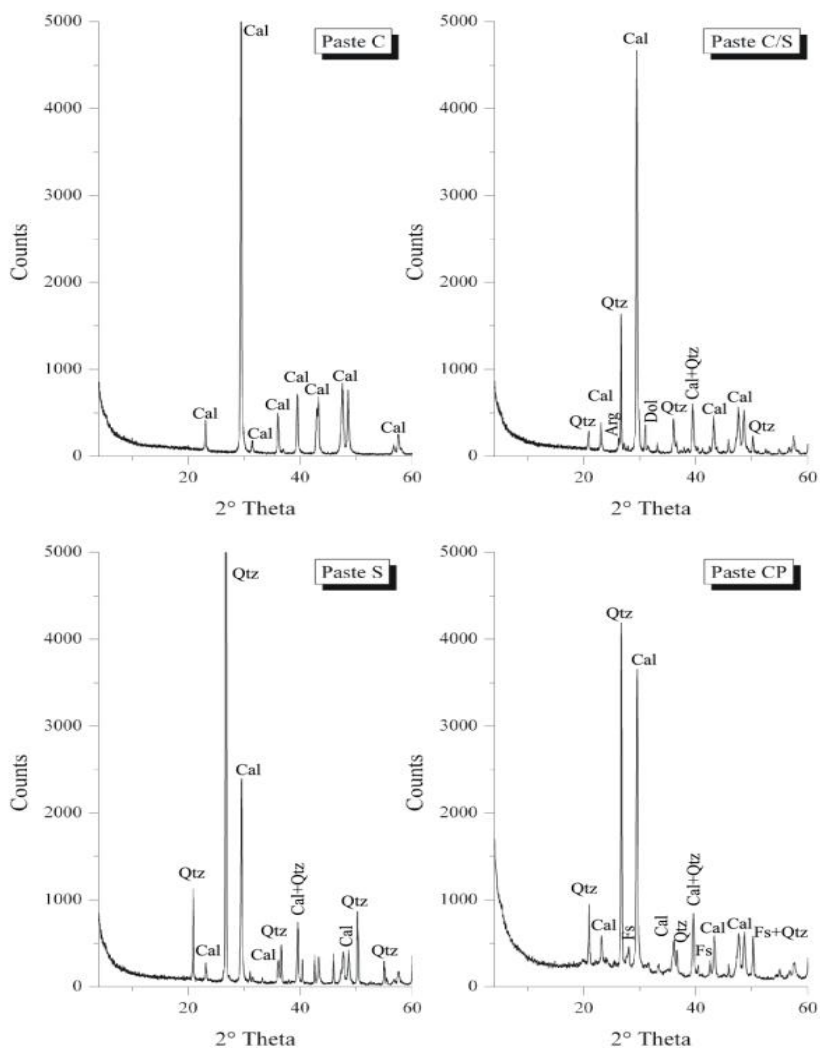 5000
4000
3000
2000
1000
0
Counts
20
40
60
2° Theta
Paste C
Cal
Cal
Cal
Cal
Cal
Cal
Cal
Cal
5000
4000
3000
2000
1000
0
Counts
20
40
60
2° Theta
Paste C/S
Cal
Qtz
Qtz
Cal
Arg
Dol
Qtz
Cal+Qtz
Cal
Cal
Qtz
5000
4000
3000
2000
1000
0
Counts
20
40
60
2° Theta
Paste S
Qtz
Cal
Qtz
Cal
Cal
Qtz
Cal+Qtz
Cal
Qtz
Qtz
5000
4000
3000
2000
1000
0
Counts
20
40
60
2° Theta
Paste CP
Qtz
Cal
Qtz
Cal
Fs
Cal
Qtz
Cal+Qtz
Fs
Cal
Cal
Fs+Qtz